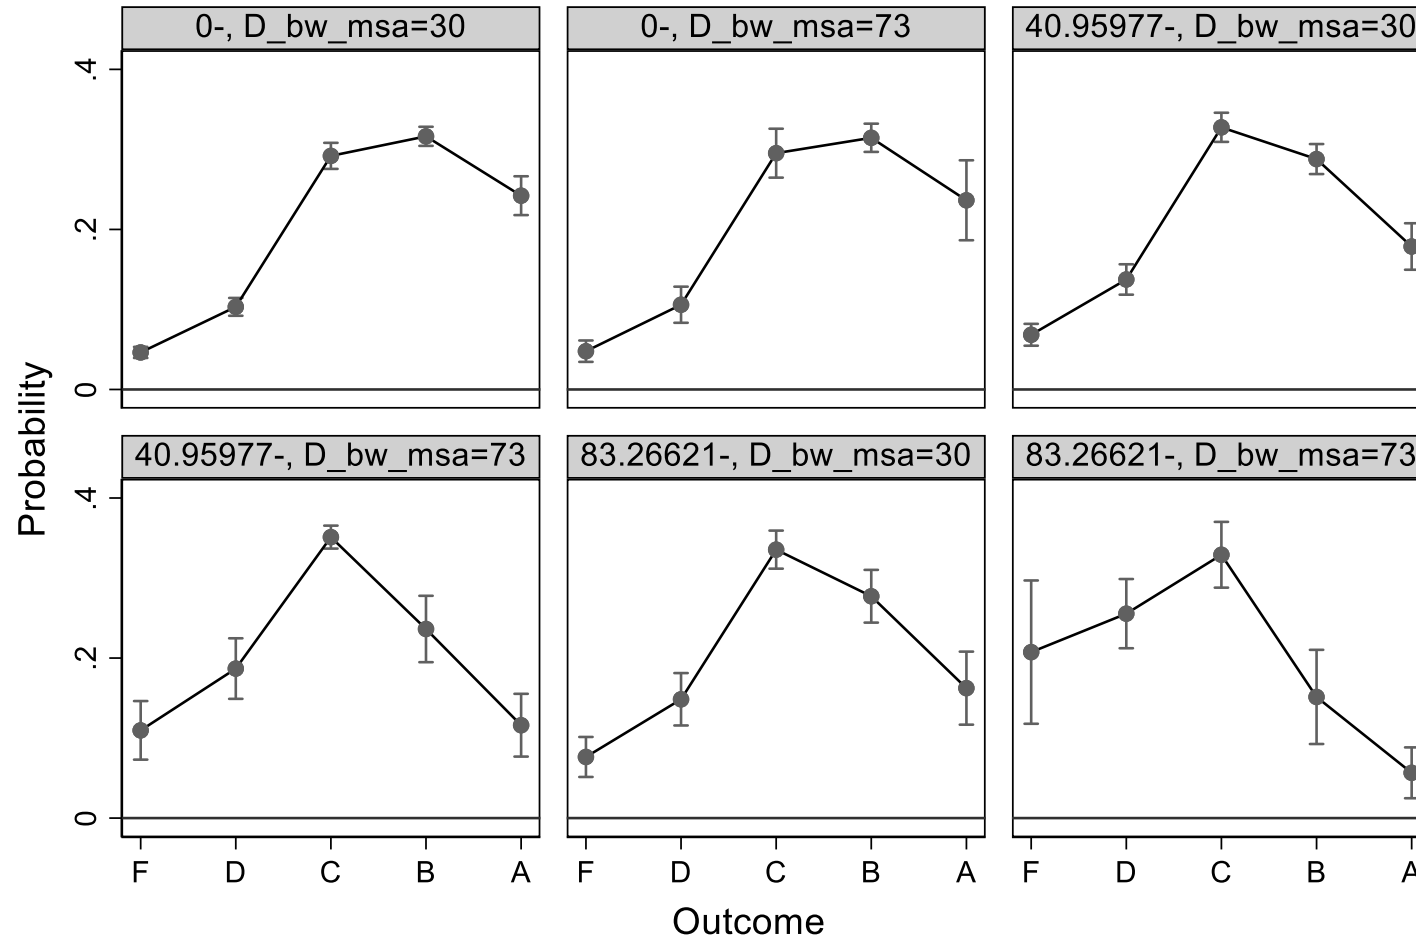 0-, D_bw_msa=30
0-, D_bw_msa=73
40.95977-, D_bw_msa=30
.4
.2
0
Probability
40.95977-, D_bw_msa=73
83.26621-, D_bw_msa=30
83.26621-, D_bw_msa=73
.4
.2
0
F D C B A
F D C B A
F D C B A
Outcome